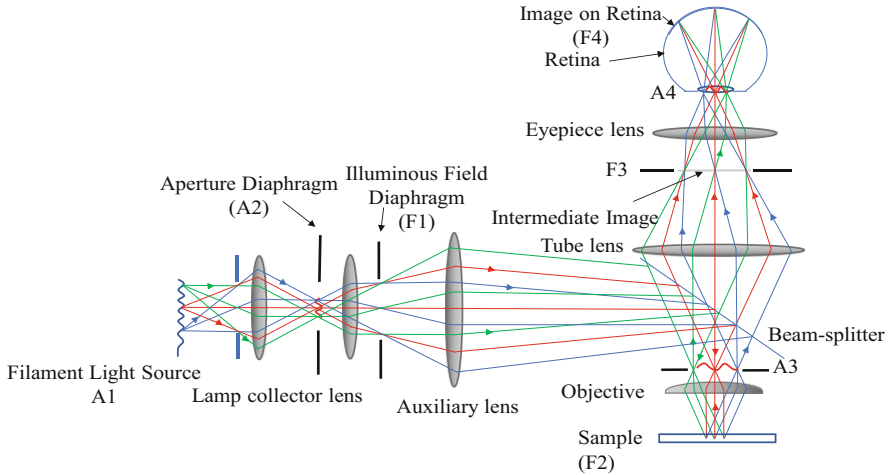 Image on Retina
(F4)
Retina
A4
Eyepiece lens
F3
Illuminous Field
Diaphragm
(F1)
Aperture Diaphragm
(A2)
Intermediate Image
Tube lens
Beam-splitter
A3
Filament Light Source
A1
Lamp collector lens
Auxiliary lens
Objective
Sample
(F2)